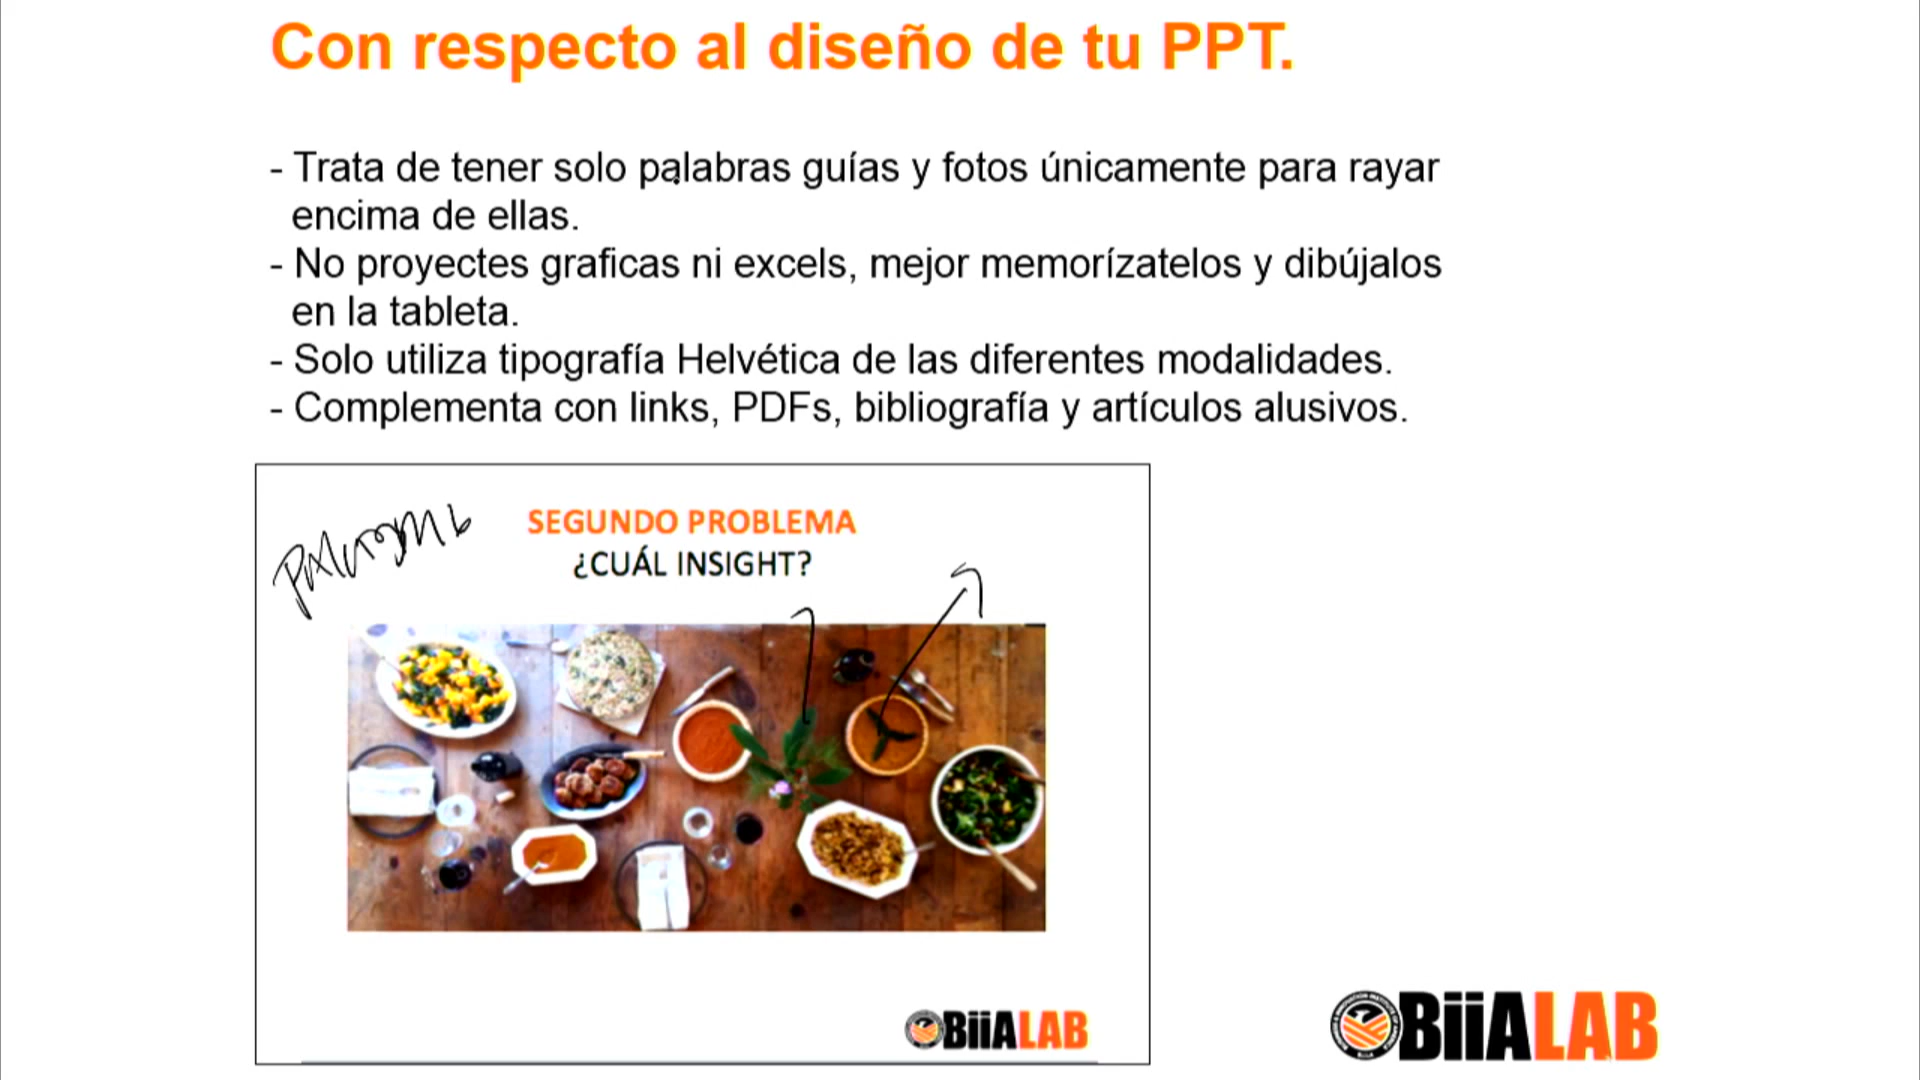 Con respecto al diseño de tu PPT.
- Trata de tener solo palabras guías y fotos únicamente para rayar
encima de ellas.
- No proyectes graficas ni excels, mejor memorízatelos y dibújalos
en la tableta.
- Solo utiliza tipografía Helvética de las diferentes modalidades.
- Complementa con links, PDFs, bibliografía y artículos alusivos.
SEGUNDO PROBLEMA
¿CUÁL INSIGHT?
BiiALAB
BiiALAB